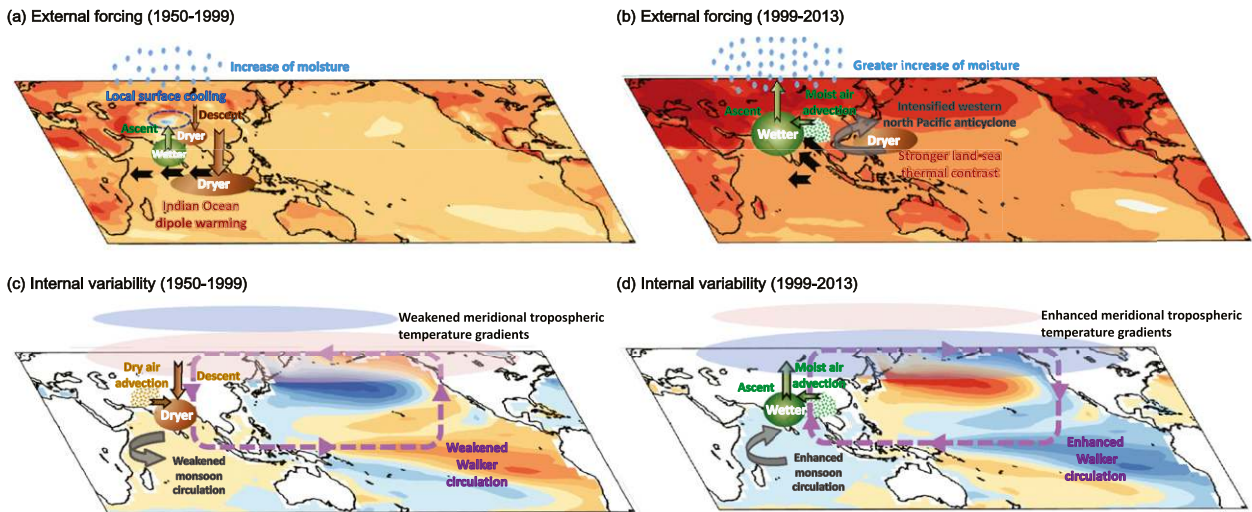 (a) External forcing (1950-1999)
Increase of moisture
Local surface cooling
Descent
Ascent
Dryer
Wetter
Dryer
Indian Ocean
dipole warming
(b) External forcing (1999-2013)
Greater increase of moisture
Ascent
Moist air
advection
Intensified western
north Pacific anticyclone
Wetter
Dryer
Stronger land-sea
thermal contrast
(c) Internal variability (1950-1999)
Weakened meridional tropospheric
temperature gradients
Dry air
advection
Descent
Dryer
Weakened
monsoon
circulation
Weakened
Walker
circulation
(d) Internal variability (1999-2013)
Enhanced meridional tropospheric
temperature gradients
Ascent
Moist air
advection
Wetter
Enhanced
monsoon
circulation
Enhanced
Walker
circulation